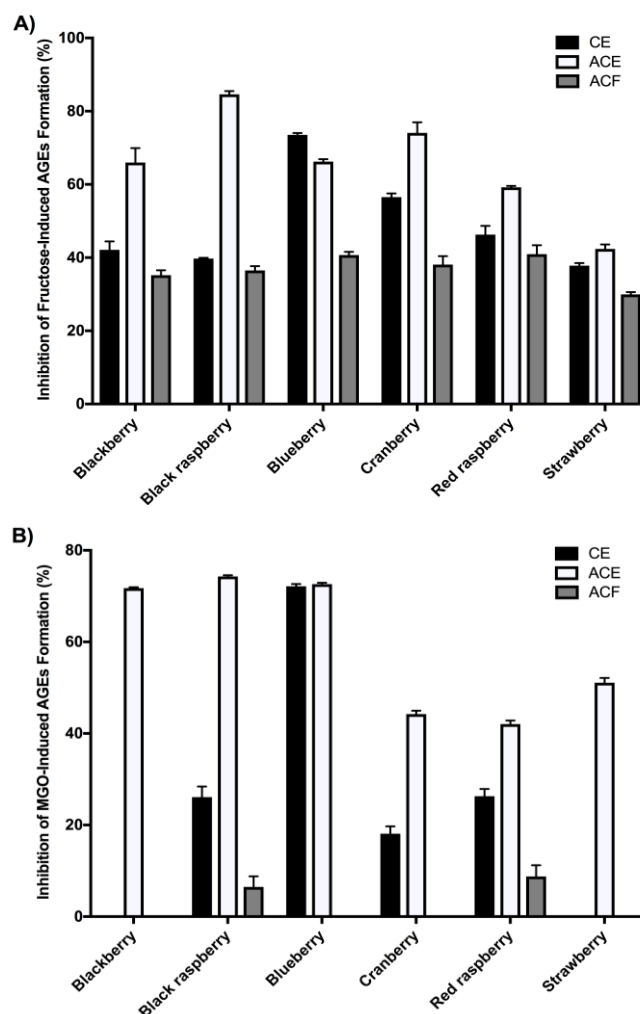 A)
Inhibition of Fructose-Induced AGEs Formation (%)
100
80
60
40
20
0
CE
ACE
ACF
Blackberry
Black raspberry
Blueberry
Cranberry
Red raspberry
Strawberry
B)
Inhibition of MGO-Induced AGEs Formation (%)
80
60
40
20
0
CE
ACE
ACF
Blackberry
Black raspberry
Blueberry
Cranberry
Red raspberry
Strawberry